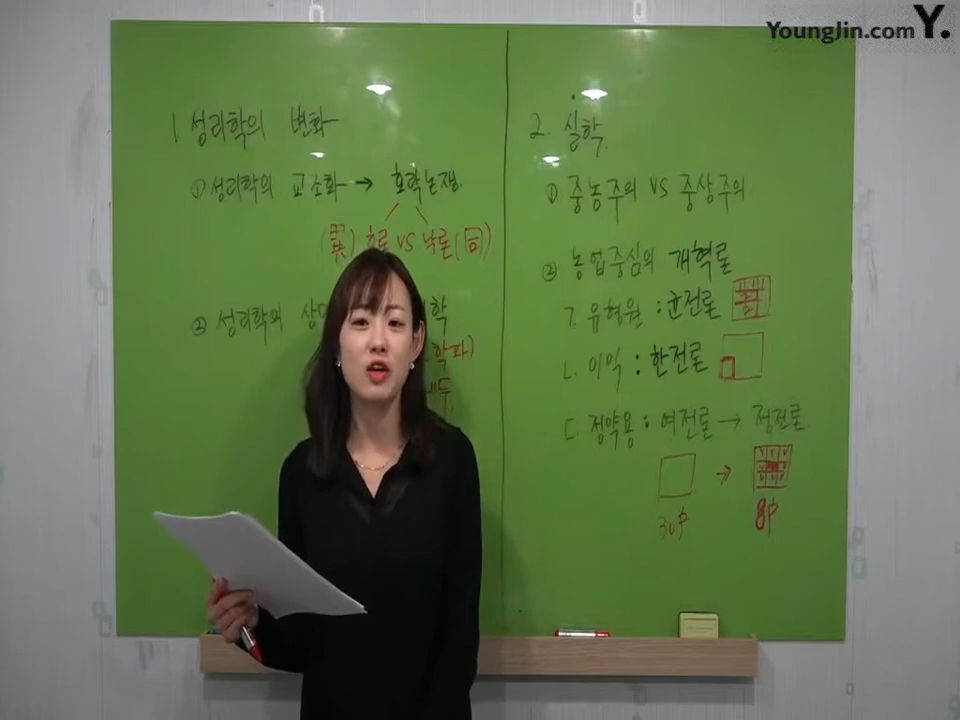 YoungJin.com Y.
1. 성리학의 변화
① 성리학의 교조화 → 호락논쟁.
(異) 호론 VS 낙론 (同)
② 성리학의 학
학파)
2. 실학.
① 중농주의 VS 중상주의
② 농업중심의 개혁론
ㄱ. 유형원 : 균전론
ㄴ. 이익 : 한전론
ㄷ. 정약용 : 여전론 → 정전론.
→
30戶 8戶